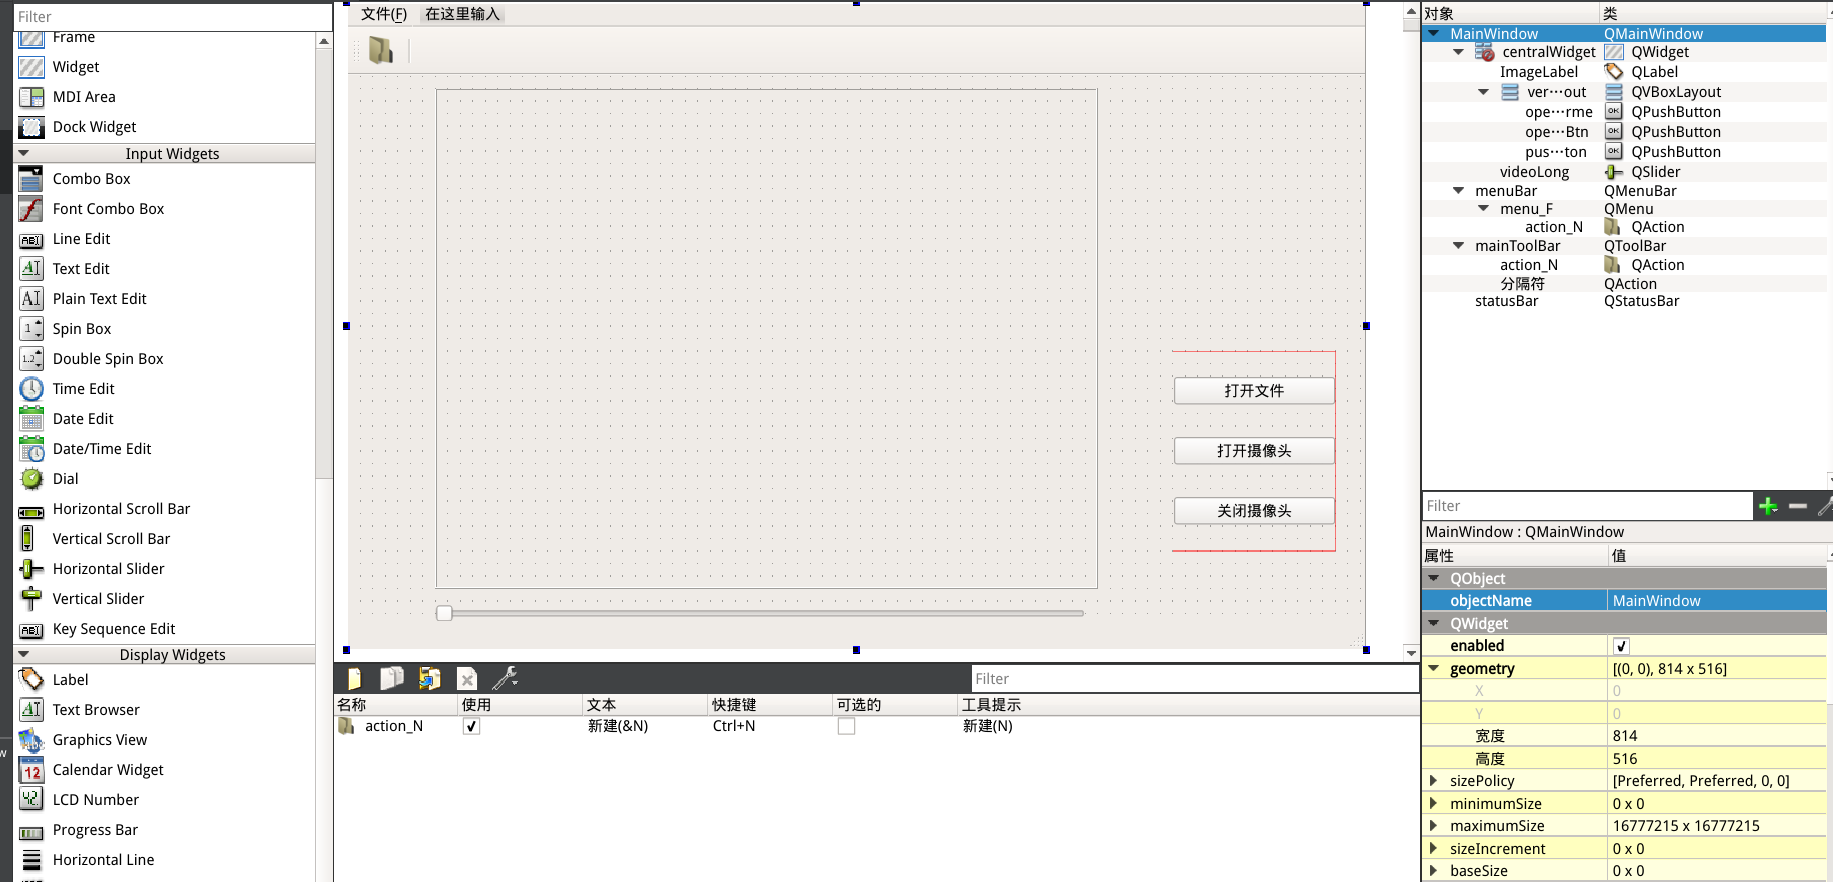 Filter
Frame
Widget
MDI Area
Dock Widget
Input Widgets
Combo Box
Font Combo Box
Line Edit
Text Edit
Plain Text Edit
Spin Box
Double Spin Box
Time Edit
Date Edit
Date/Time Edit
Dial
Horizontal Scroll Bar
Vertical Scroll Bar
Horizontal Slider
Vertical Slider
Key Sequence Edit
Display Widgets
Label
Text Browser
Graphics View
Calendar Widget
LCD Number
Progress Bar
Horizontal Line
文件(F) 在这里输入
打开文件
打开摄像头
关闭摄像头
Filter
名称 使用 文本 快捷键 可选的 工具提示
action_N 新建(&N) Ctrl+N 新建(N)
对象 类
MainWindow QMainWindow
centralWidget QWidget
ImageLabel QLabel
ver···out QVBoxLayout
ope···rme QPushButton
ope···Btn QPushButton
pus···ton QPushButton
videoLong QSlider
menuBar QMenuBar
menu_F QMenu
action_N QAction
mainToolBar QToolBar
action_N QAction
分隔符 QAction
statusBar QStatusBar
Filter
MainWindow : QMainWindow
属性 值
QObject
objectName MainWindow
QWidget
enabled
geometry [(0, 0), 814 x 516]
X 0
Y 0
宽度 814
高度 516
sizePolicy [Preferred, Preferred, 0, 0]
minimumSize 0 x 0
maximumSize 16777215 x 16777215
sizeIncrement 0 x 0
baseSize 0 x 0